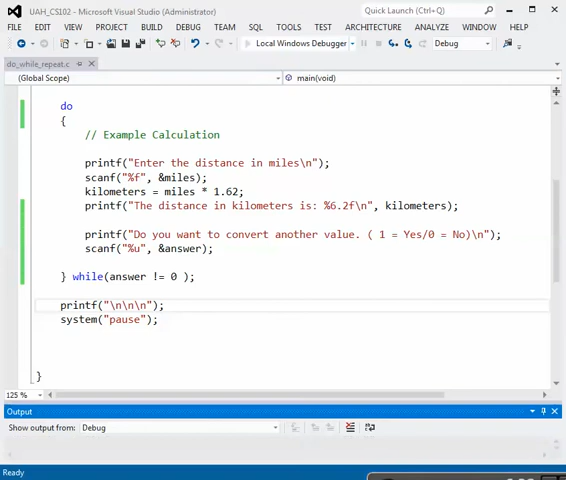 UAH_CS102 - Microsoft Visual Studio (Administrator)
Quick Launch (Ctrl+Q)
FILE EDIT VIEW PROJECT BUILD DEBUG TEAM SQL UAH TOOLS TEST ARCHITECTURE ANALYZE WINDOW HELP
Local Windows Debugger Debug
do_while_repeat.c
(Global Scope) main(void)
do
{
// Example Calculation
printf("Enter the distance in miles\n");
scanf("%f", &miles);
kilometers = miles * 1.62;
printf("The distance in kilometers is: %6.2f\n", kilometers);
printf("Do you want to convert another value. ( 1 = Yes/0 = No)\n");
scanf("%u", &answer);
} while(answer != 0 );
printf("\n\n\n");
system("pause");
}
125 %
Output
Show output from: Debug
Ready